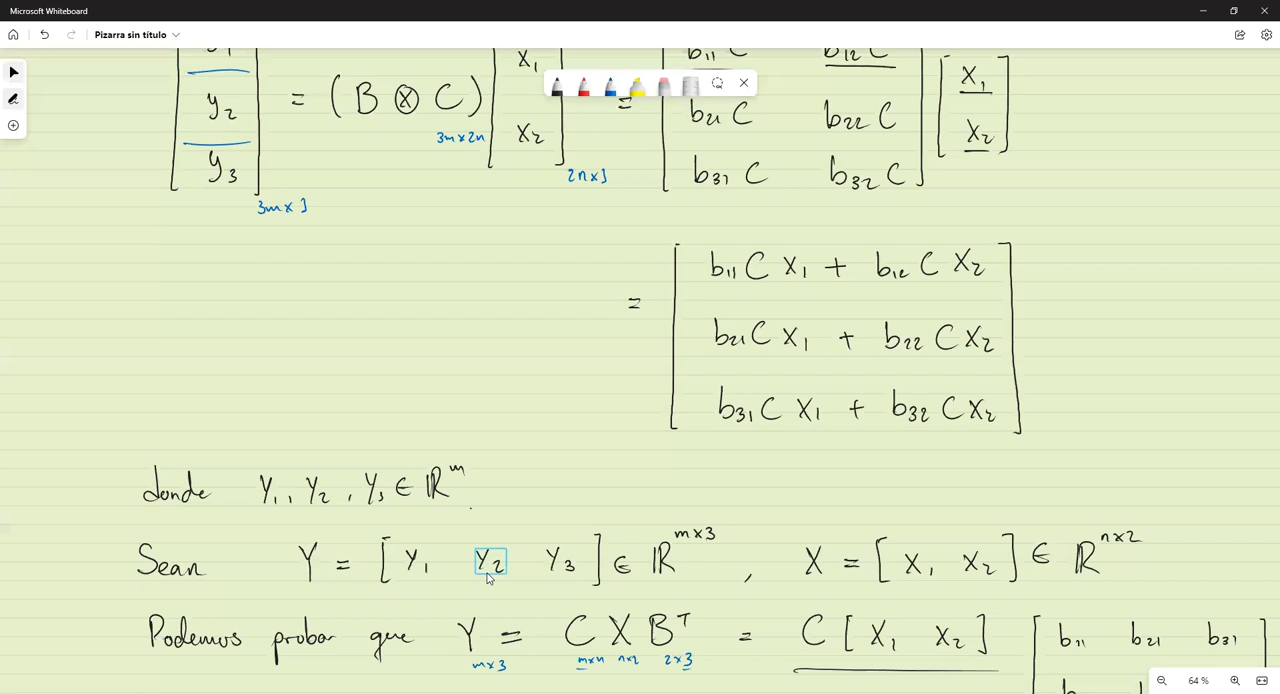 Microsoft Whiteboard
Pizarra sin título
y₁ x₁ b₁₁ C b₁₂ C
y₂ = (B ⊗ C) = b₂₁ C b₂₂ C x₁
3m×2n x₂ x₂
y₃ 2n×1 b₃₁ C b₃₂ C
3m×1
b₁₁ C x₁ + b₁₂ C x₂
=
b₂₁ C x₁ + b₂₂ C x₂
b₃₁ C x₁ + b₃₂ C x₂
donde y₁, y₂, y₃ ∈ ℝᵐ.
Sean Y = [ y₁ y₂ y₃ ] ∈ ℝᵐˣ³ , X = [ x₁ x₂ ] ∈ ℝⁿˣ²
Podemos probar que Y = C X Bᵀ = C [ x₁ x₂ ] [ b₁₁ b₂₁ b₃₁ ]
m×3 m×n n×2 2×3
64 %